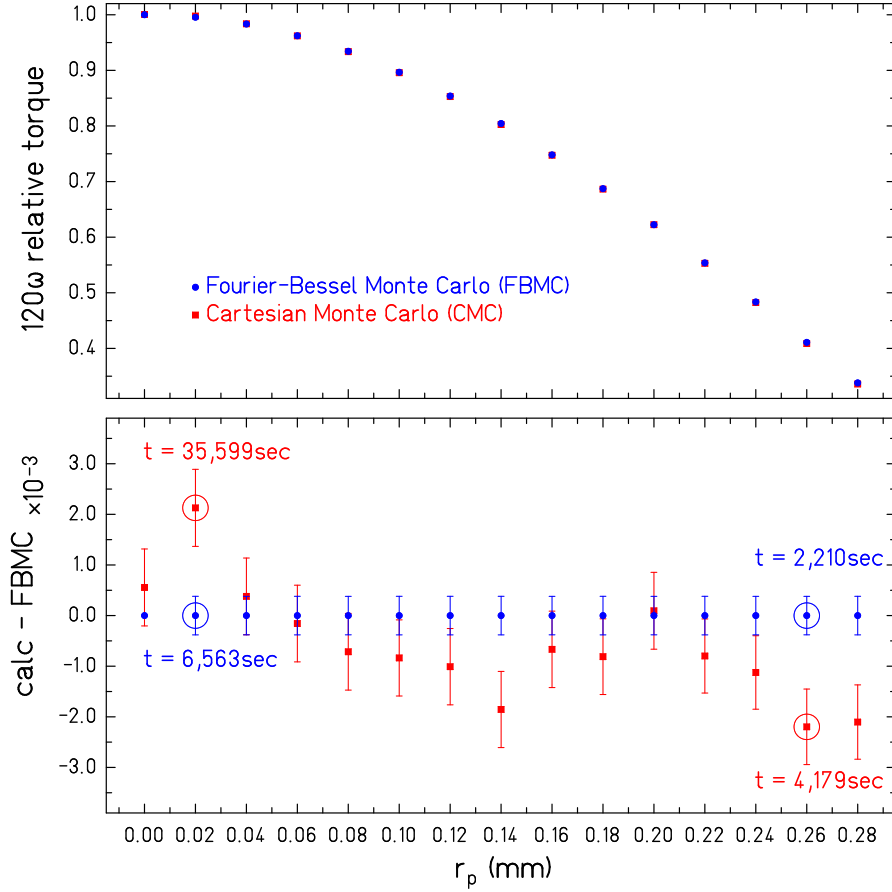 120ω relative torque
1.0
0.9
0.8
0.7
0.6
0.5
0.4
Fourier-Bessel Monte Carlo (FBMC)
Cartesian Monte Carlo (CMC)
calc - FBMC ×10⁻³
3.0
2.0
1.0
0.0
-1.0
-2.0
-3.0
t = 35,599sec
t = 2,210sec
t = 6,563sec
t = 4,179sec
0.00 0.02 0.04 0.06 0.08 0.10 0.12 0.14 0.16 0.18 0.20 0.22 0.24 0.26 0.28
rₚ (mm)